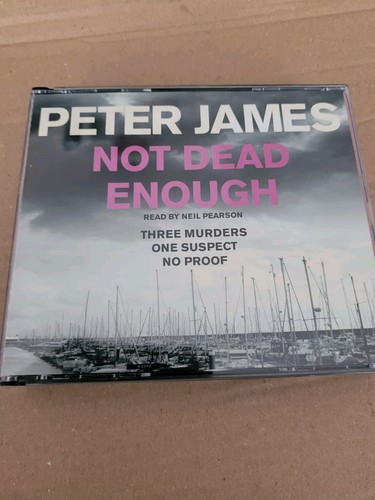 PETER JAMES
NOT DEAD
ENOUGH
READ BY NEIL PEARSON
THREE MURDERS
ONE SUSPECT
NO PROOF